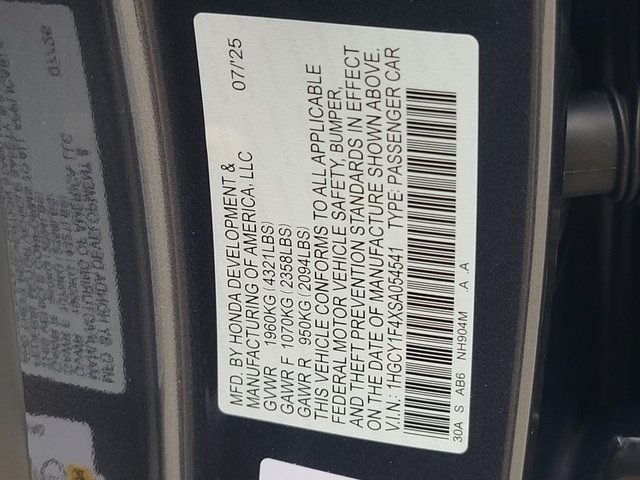 MFD. BY HONDA DEVELOPMENT &
MANUFACTURING OF AMERICA, LLC 07/'25
GVWR 1960KG (4321LBS)
GAWR F 1070KG (2358LBS)
GAWR R 950KG (2094LBS)
THIS VEHICLE CONFORMS TO ALL APPLICABLE
FEDERAL MOTOR VEHICLE SAFETY, BUMPER,
AND THEFT PREVENTION STANDARDS IN EFFECT
ON THE DATE OF MANUFACTURE SHOWN ABOVE.
V.I.N.: 1HGCY1F4XSA054541 TYPE: PASSENGER CAR
30A S AB6 NH904M .A .A